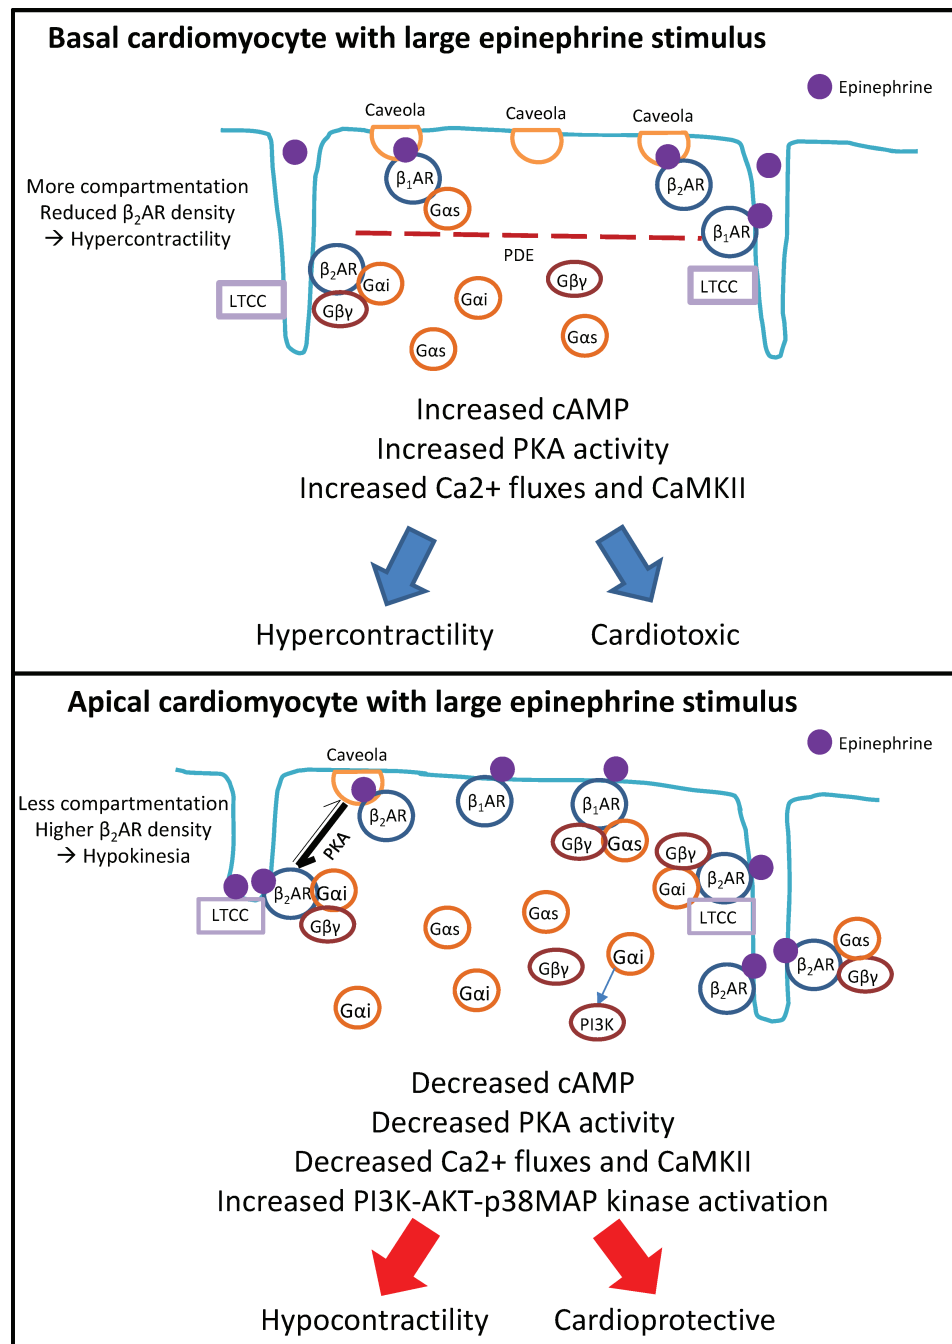 Basal cardiomyocyte with large epinephrine stimulus
Epinephrine
Caveola
Caveola
Caveola
More compartmentation
Reduced β₂AR density
→ Hypercontractility
β₁AR
Gαs
β₂AR
β₁AR
PDE
β₂AR
Gαi
Gβγ
LTCC
Gαi
Gβγ
LTCC
Gαs
Gαs
Increased cAMP
Increased PKA activity
Increased Ca2+ fluxes and CaMKII
Hypercontractility
Cardiotoxic
Apical cardiomyocyte with large epinephrine stimulus
Epinephrine
Caveola
Less compartmentation
Higher β₂AR density
→ Hypokinesia
β₂AR
β₁AR
β₁AR
PKA
Gβγ
Gαs
Gβγ
β₂AR
Gαi
LTCC
β₂AR
Gαi
LTCC
Gβγ
Gαs
Gαs
Gαs
Gβγ
Gαi
β₂AR
Gβγ
Gαi
Gαi
β₂AR
PI3K
Decreased cAMP
Decreased PKA activity
Decreased Ca2+ fluxes and CaMKII
Increased PI3K-AKT-p38MAP kinase activation
Hypocontractility
Cardioprotective